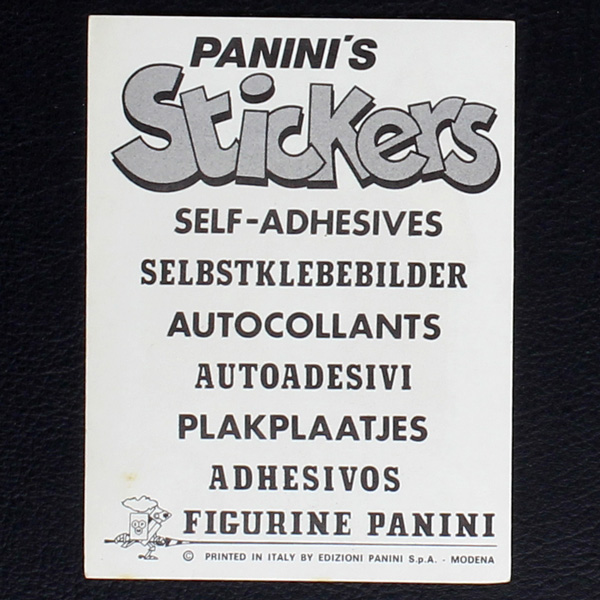 PANINI'S
Stickers
SELF-ADHESIVES
SELBSTKLEBEBILDER
AUTOCOLLANTS
AUTOADESIVI
PLAKPLAATJES
ADHESIVOS
FIGURINE PANINI
© PRINTED IN ITALY BY EDIZIONI PANINI S.p.A. - MODENA